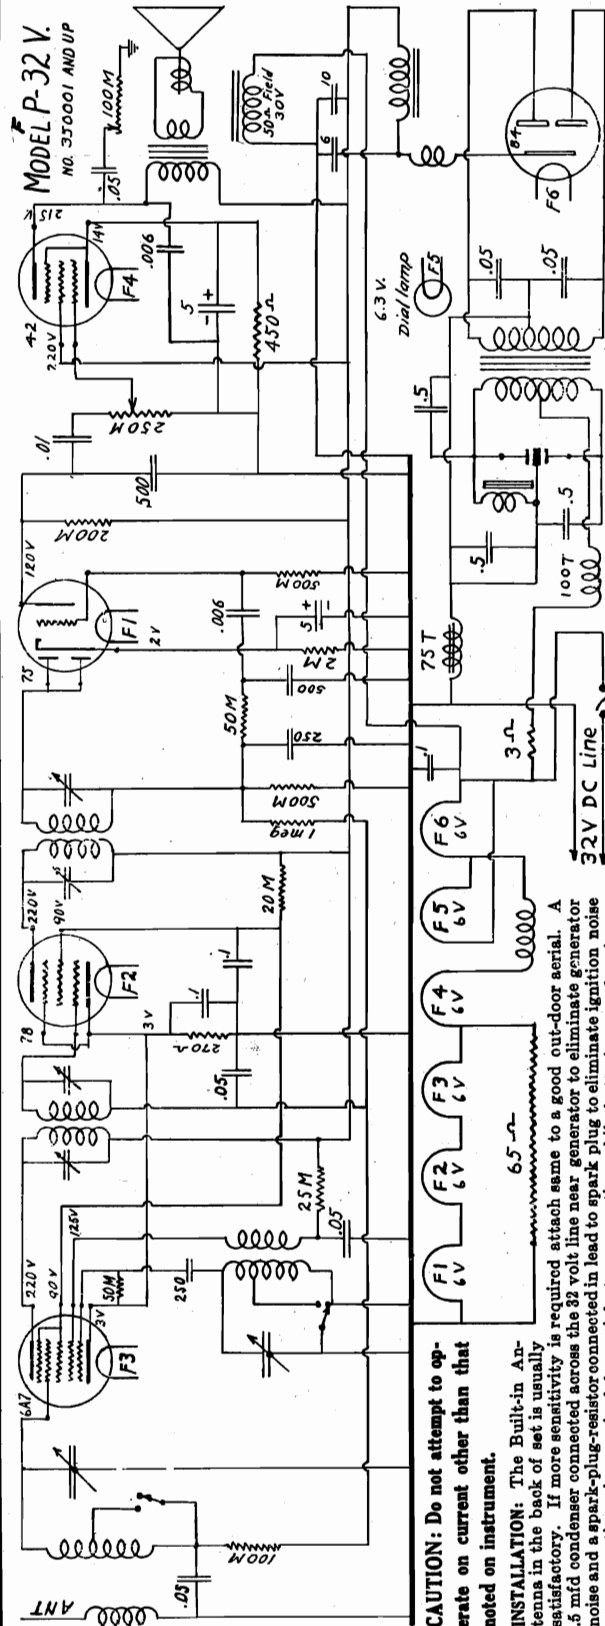 MODEL P-32 V.
F
NO. 350001 AND UP
ANT
.05
100M
6A7
220V
90V
125V
3V
F3
50M
250
25M
.05
78
220V
90V
F2
3V
.1
270Ω
.05
.1
20M
1 meg
500M
250
50M
500
2M
5
+
-
.006
500M
75
120V
F1
2V
200M
500
.01
250M
42
220V
215V
14V
F4
.05
100M
.006
5
- +
450Ω
50Ω Field
30V
6
10
6.3 V.
Dial lamp
F5
84
F6
.05
.05
.5
.5
.5
100T
75T
.1
3Ω
32V DC Line
F1
6V
F2
6V
F3
6V
F4
6V
F5
6V
F6
6V
65Ω
CAUTION: Do not attempt to op-
erate on current other than that
noted on instrument.
INSTALLATION: The Built-in An-
tenna in the back of set is usually
satisfactory. If more sensitivity is required attach same to a good out-door aerial. A
.5 mfd condenser connected across the 32 volt line near generator to eliminate generator
noise and a spark-plug-resistor connected in lead to spark plug to eliminate ignition noise